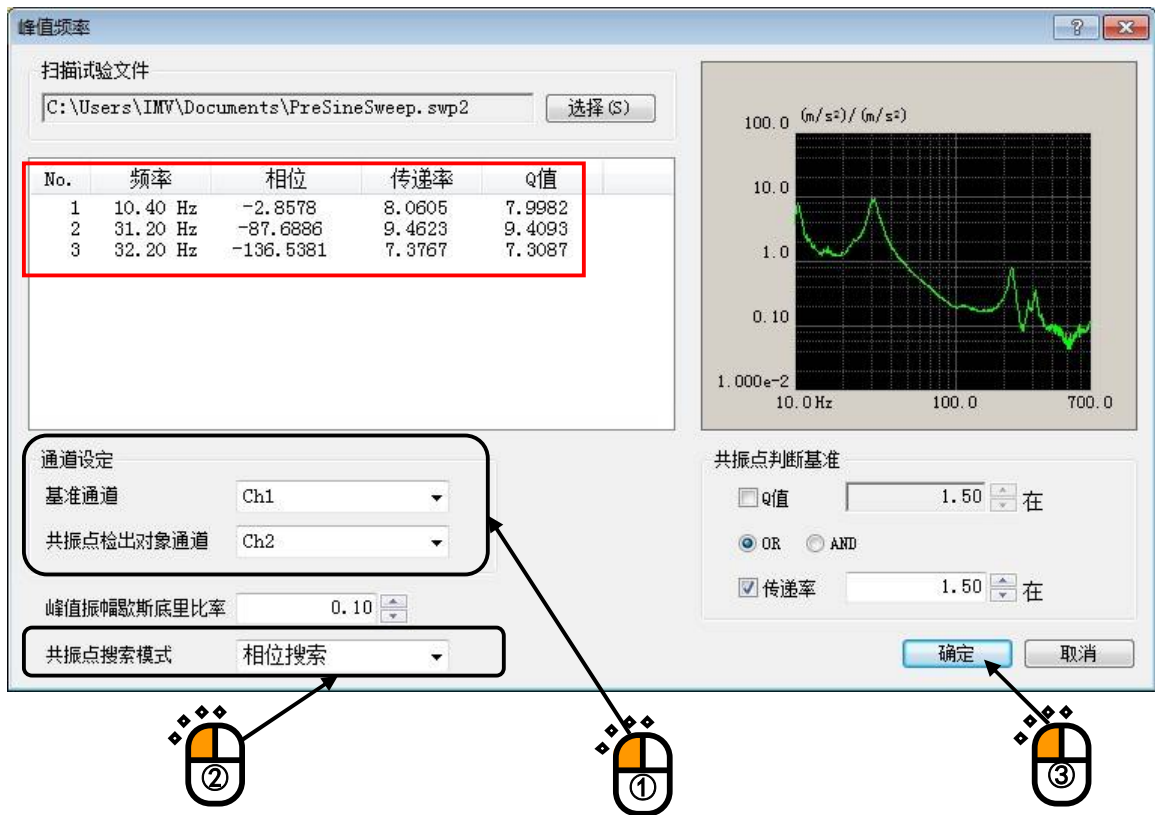 峰值频率
扫描试验文件
C:\Users\IMV\Documents\PreSineSweep.swp2
选择(S)
No. 频率 相位 传递率 Q值
1 10.40 Hz -2.8578 8.0605 7.9982
2 31.20 Hz -87.6886 9.4623 9.4093
3 32.20 Hz -136.5381 7.3767 7.3087
(m/s²)/(m/s²)
100.0
10.0
1.0
0.10
1.000e-2
10.0Hz 100.0 700.0
通道设定
基准通道 Ch1
共振点检出对象通道 Ch2
峰值振幅歇斯底里比率 0.10
共振点搜索模式 相位搜索
共振点判断基准
Q值 1.50 在
OR AND
传递率 1.50 在
确定 取消
② ① ③